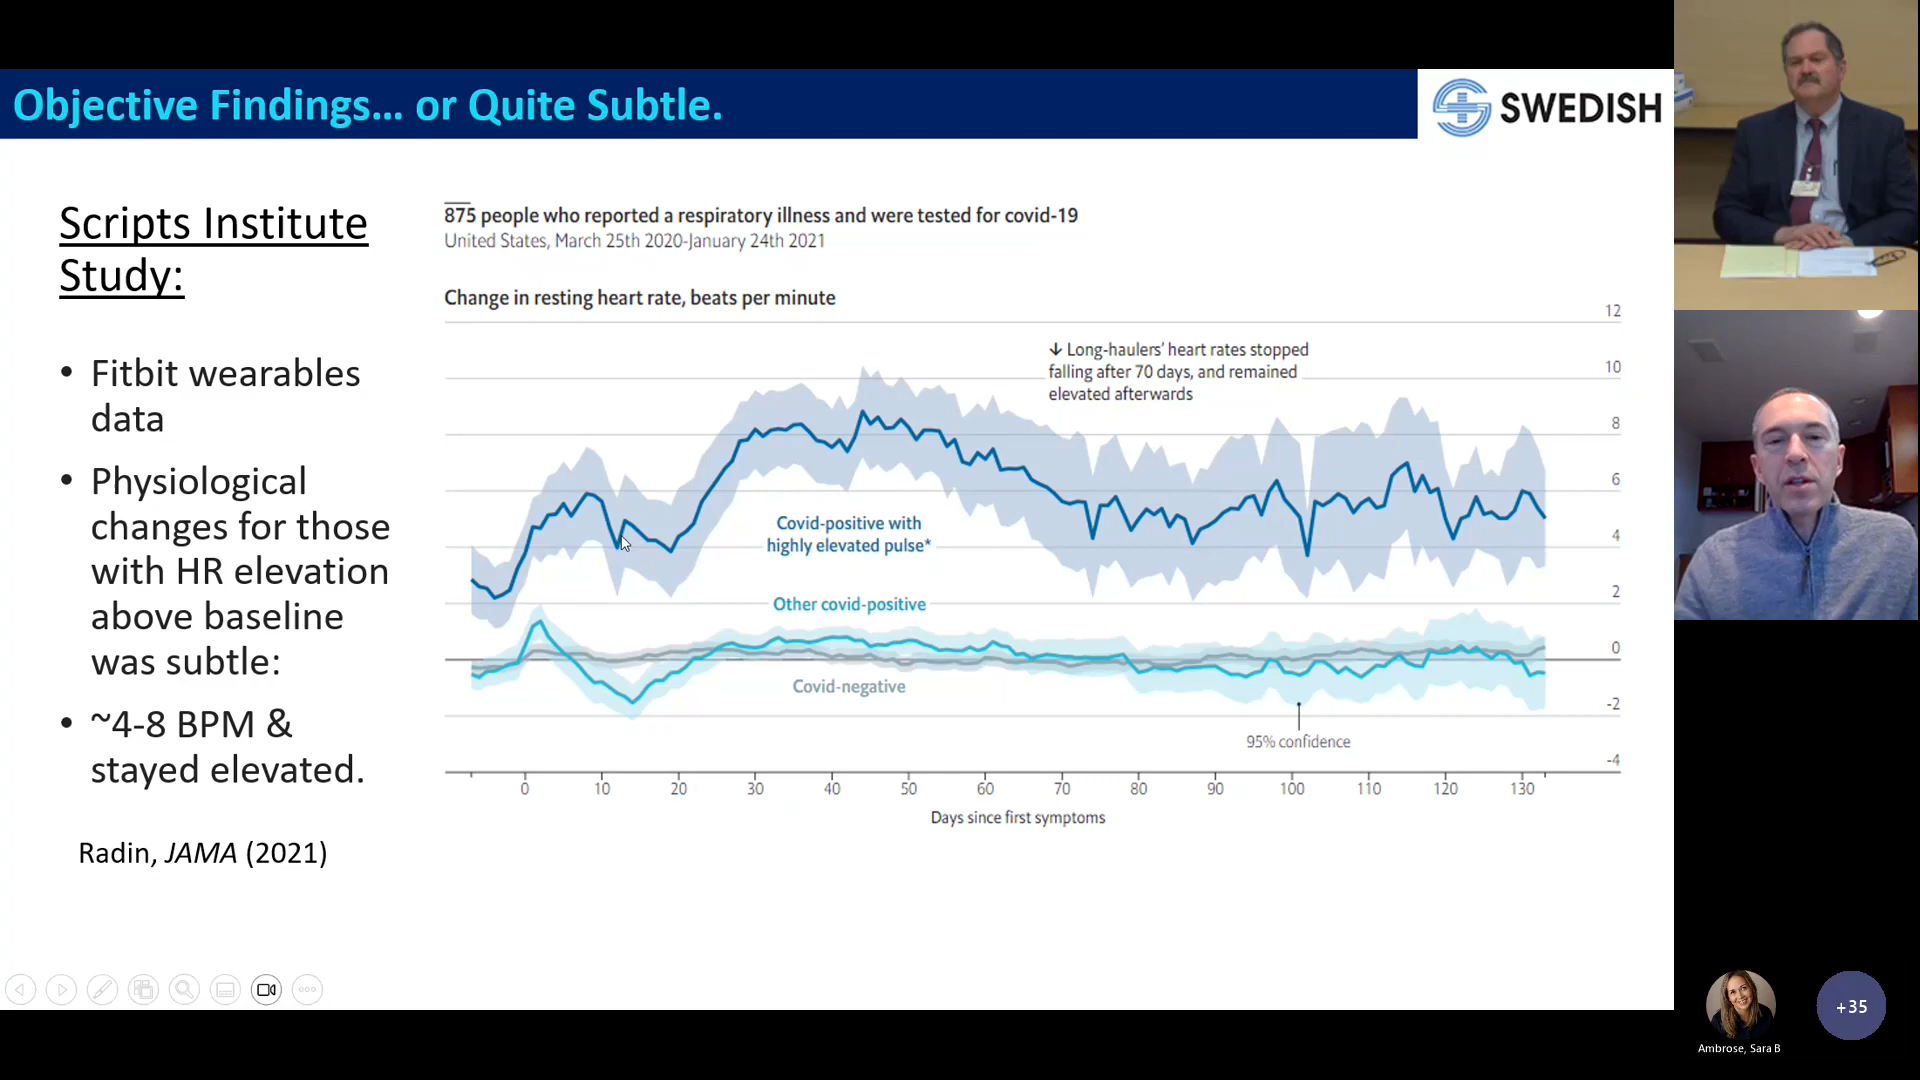 Objective Findings... or Quite Subtle.
SWEDISH
Scripts Institute
Study:
• Fitbit wearables
data
• Physiological
changes for those
with HR elevation
above baseline
was subtle:
• ~4-8 BPM &
stayed elevated.
Radin, JAMA (2021)
875 people who reported a respiratory illness and were tested for covid-19
United States, March 25th 2020-January 24th 2021
Change in resting heart rate, beats per minute
12
10
8
6
4
2
0
-2
-4
↓ Long-haulers' heart rates stopped
falling after 70 days, and remained
elevated afterwards
Covid-positive with
highly elevated pulse*
Other covid-positive
Covid-negative
95% confidence
0 10 20 30 40 50 60 70 80 90 100 110 120 130
Days since first symptoms
Ambrose, Sara B
+35